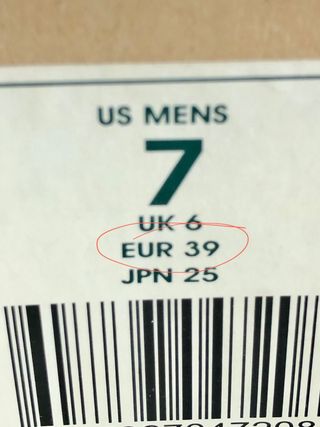 US MENS
7
UK 6
EUR 39
JPN 25